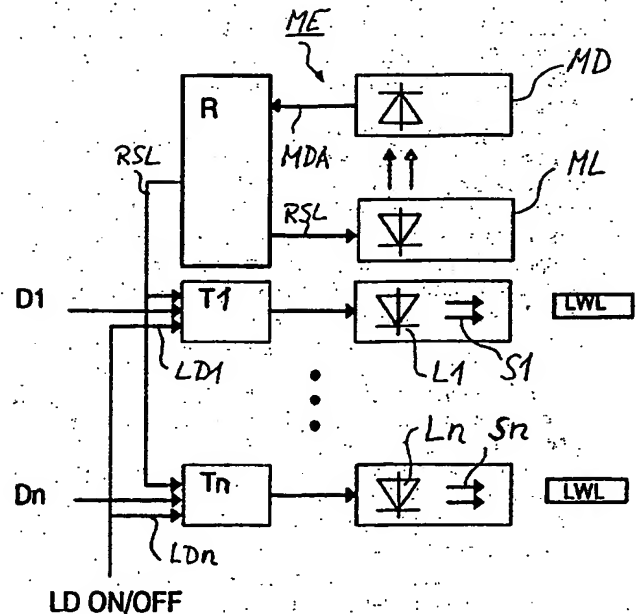 ME
MD
R
RSL
MDA
ML
RSL
D1
T1
LWL
LD1
L1
S1
Ln
Sn
Dn
Tn
LWL
LDn
LD ON/OFF